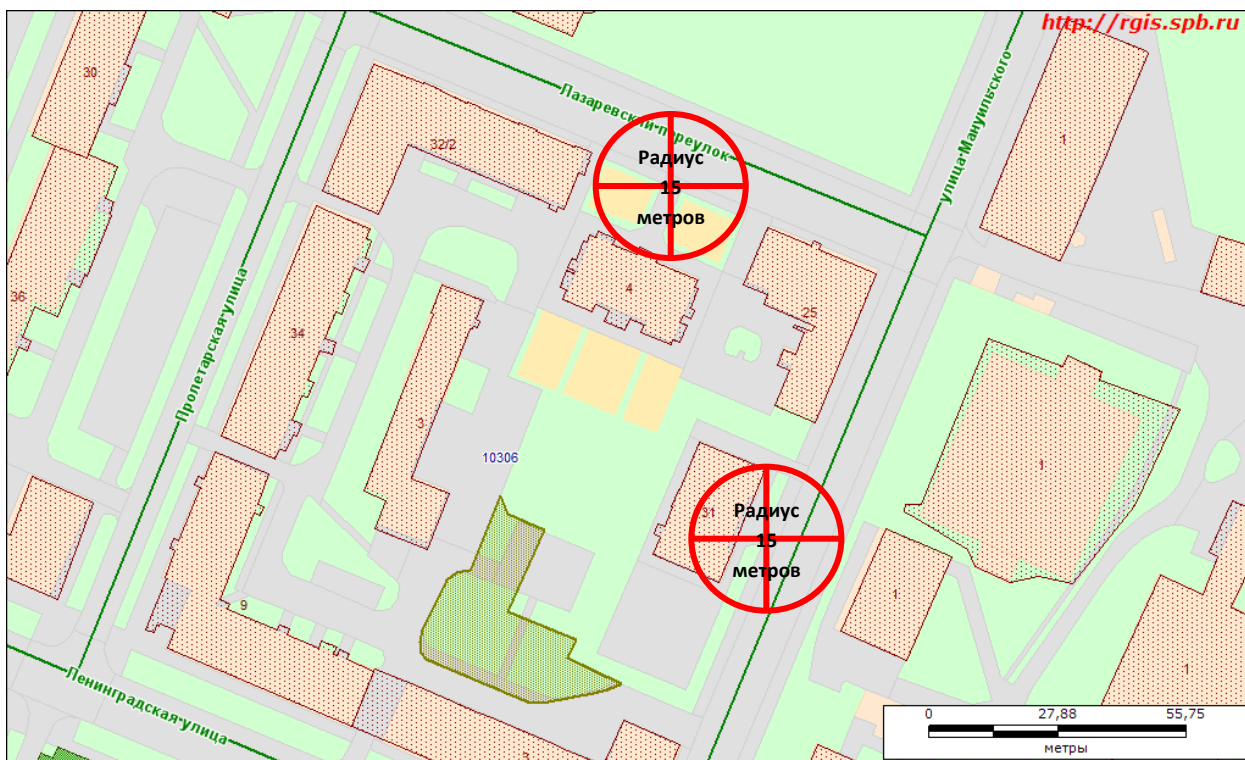 http://rgis.spb.ru
30
Лазаревский переулок
улица Мануильского
1
32/2
Радиус
15
метров
36
Пролетарская улица
34
4
25
3
10306
1
31
Радиус
15
метров
9
1
1
Ленинградская улица
3
0 27,88 55,75
метры